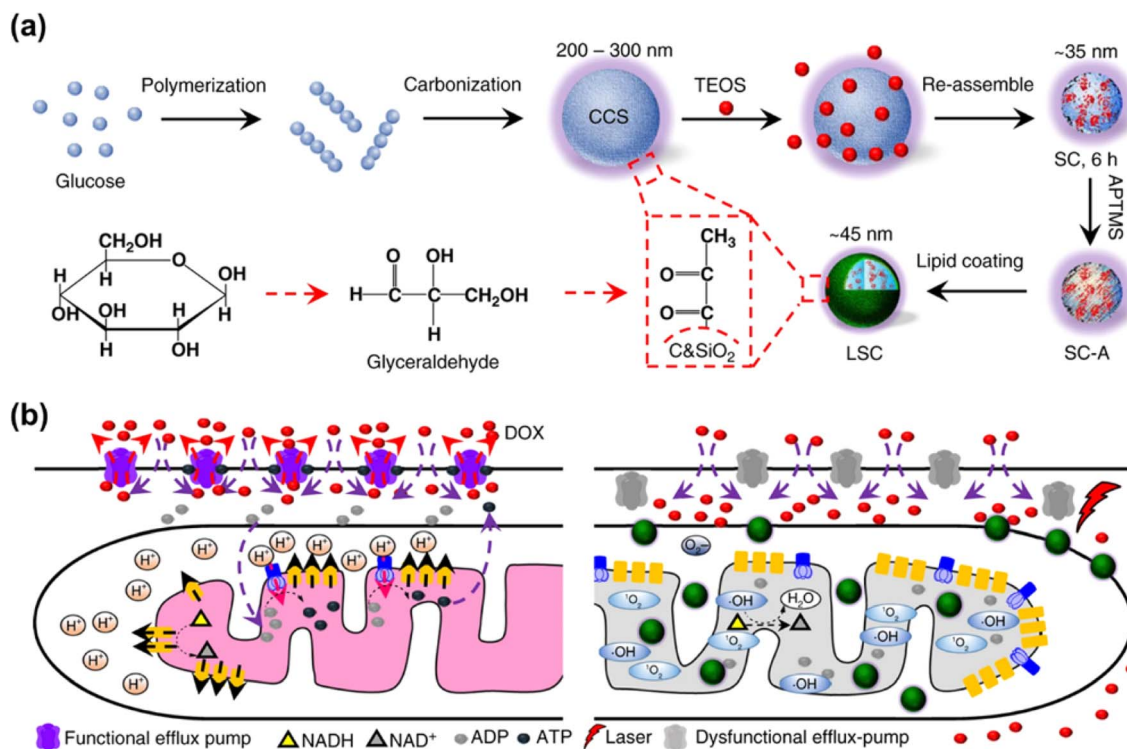 (a)
Polymerization
Carbonization
200 – 300 nm
TEOS
Re-assemble
~35 nm
CCS
Glucose
SC, 6 h
APTMS
CH₂OH
H
O
OH
H
H
OH
H
OH
H
OH
O
OH
H
CH₂OH
H
Glyceraldehyde
CH₃
O
O
C&SiO₂
~45 nm
Lipid coating
LSC
SC-A
(b)
DOX
H⁺
H⁺
H⁺
H⁺
H⁺
H⁺
H⁺
H⁺
H⁺
H⁺
H⁺
H⁺
H⁺
O₂⁻
¹O₂
·OH
H₂O
¹O₂
¹O₂
·OH
¹O₂
·OH
·OH
¹O₂
¹O₂
·OH
·OH
Functional efflux pump
NADH
NAD⁺
ADP
ATP
Laser
Dysfunctional efflux-pump